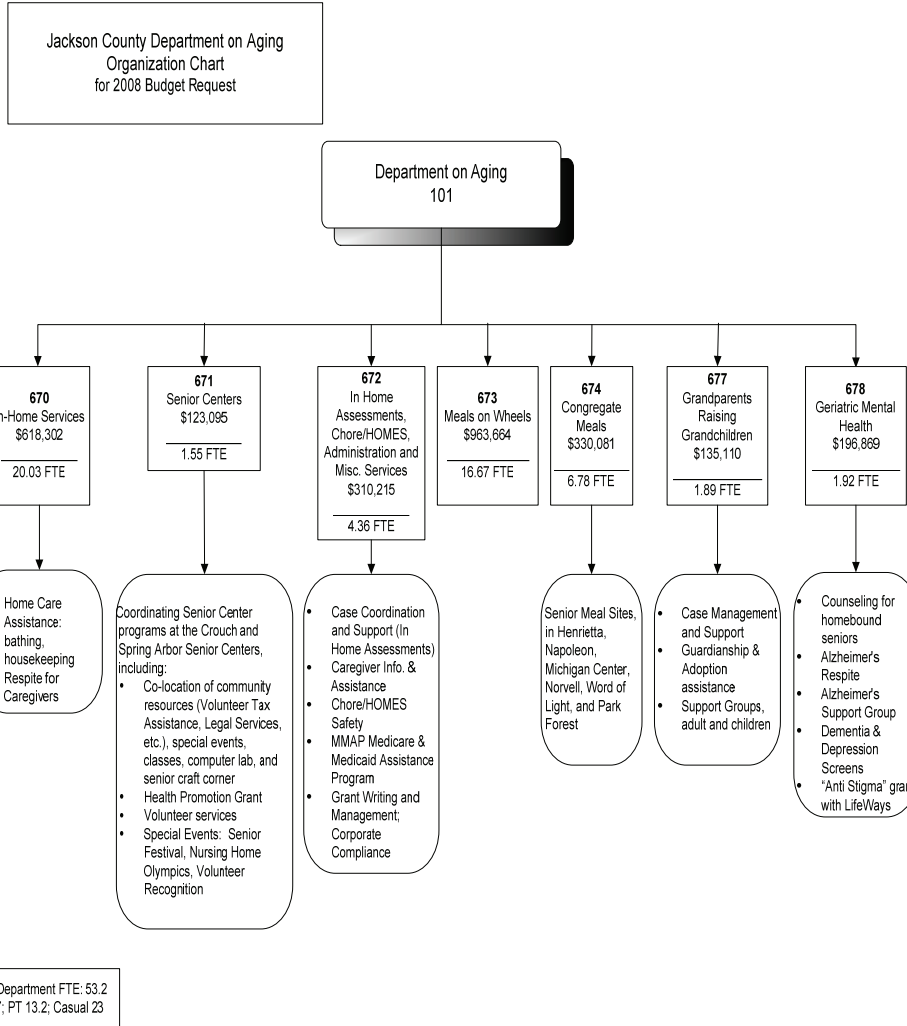 Jackson County Department on Aging
Organization Chart
for 2008 Budget Request
Department on Aging
101
670
n-Home Services
$618,302
20.03 FTE
671
Senior Centers
$123,095
1.55 FTE
672
In Home
Assessments,
Chore/HOMES,
Administration and
Misc. Services
$310,215
4.36 FTE
673
Meals on Wheels
$963,664
16.67 FTE
674
Congregate
Meals
$330,081
6.78 FTE
677
Grandparents
Raising
Grandchildren
$135,110
1.89 FTE
678
Geriatric Mental
Health
$196,869
1.92 FTE
Home Care
Assistance:
bathing,
housekeeping
Respite for
Caregivers
Coordinating Senior Center
programs at the Crouch and
Spring Arbor Senior Centers,
including:
• Co-location of community
resources (Volunteer Tax
Assistance, Legal Services,
etc.), special events,
classes, computer lab, and
senior craft corner
• Health Promotion Grant
• Volunteer services
• Special Events: Senior
Festival, Nursing Home
Olympics, Volunteer
Recognition
• Case Coordination
and Support (In
Home Assessments)
• Caregiver Info. &
Assistance
• Chore/HOMES
Safety
• MMAP Medicare &
Medicaid Assistance
Program
• Grant Writing and
Management;
Corporate
Compliance
Senior Meal Sites,
in Henrietta,
Napoleon,
Michigan Center,
Norvell, Word of
Light, and Park
Forest
• Case Management
and Support
• Guardianship &
Adoption
assistance
• Support Groups,
adult and children
• Counseling for
homebound
seniors
• Alzheimer's
Respite
• Alzheimer's
Support Group
• Dementia &
Depression
Screens
• “Anti Stigma” gran
with LifeWays
Department FTE: 53.2
; PT 13.2; Casual 23